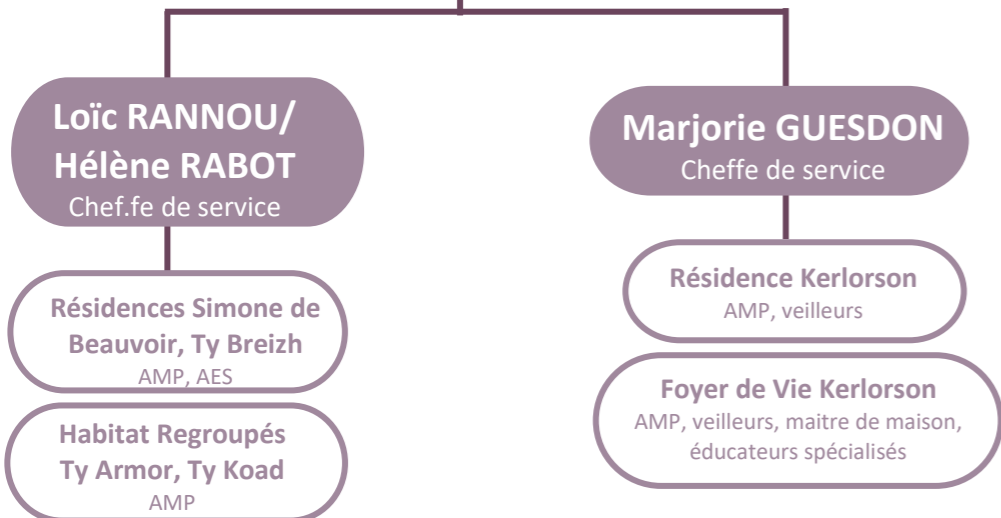 Loïc RANNOU/
Hélène RABOT
Chef.fe de service
Résidences Simone de
Beauvoir, Ty Breizh
AMP, AES
Habitat Regroupés
Ty Armor, Ty Koad
AMP
Marjorie GUESDON
Cheffe de service
Résidence Kerlorson
AMP, veilleurs
Foyer de Vie Kerlorson
AMP, veilleurs, maitre de maison,
éducateurs spécialisés